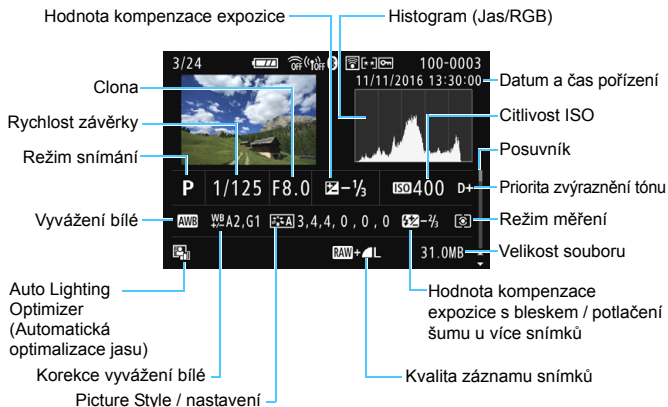 Hodnota kompenzace expozice
Histogram (Jas/RGB)
3/24
OFF
OFF
100-0003
11/11/2016 13:30:00
Datum a čas pořízení
Clona
Citlivost ISO
Rychlost závěrky
Posuvník
Režim snímání
P 1/125 F8.0 -1/3 ISO 400 D+
Priorita zvýraznění tónu
Vyvážení bílé
AWB WB+/- A2,G1 A 3,4,4,0,0,0 -2/3
Režim měření
RAW+L 31.0MB
Velikost souboru
Auto Lighting
Optimizer
(Automatická
optimalizace jasu)
Hodnota kompenzace
expozice s bleskem / potlačení
šumu u více snímků
Korekce vyvážení bílé
Kvalita záznamu snímků
Picture Style / nastavení